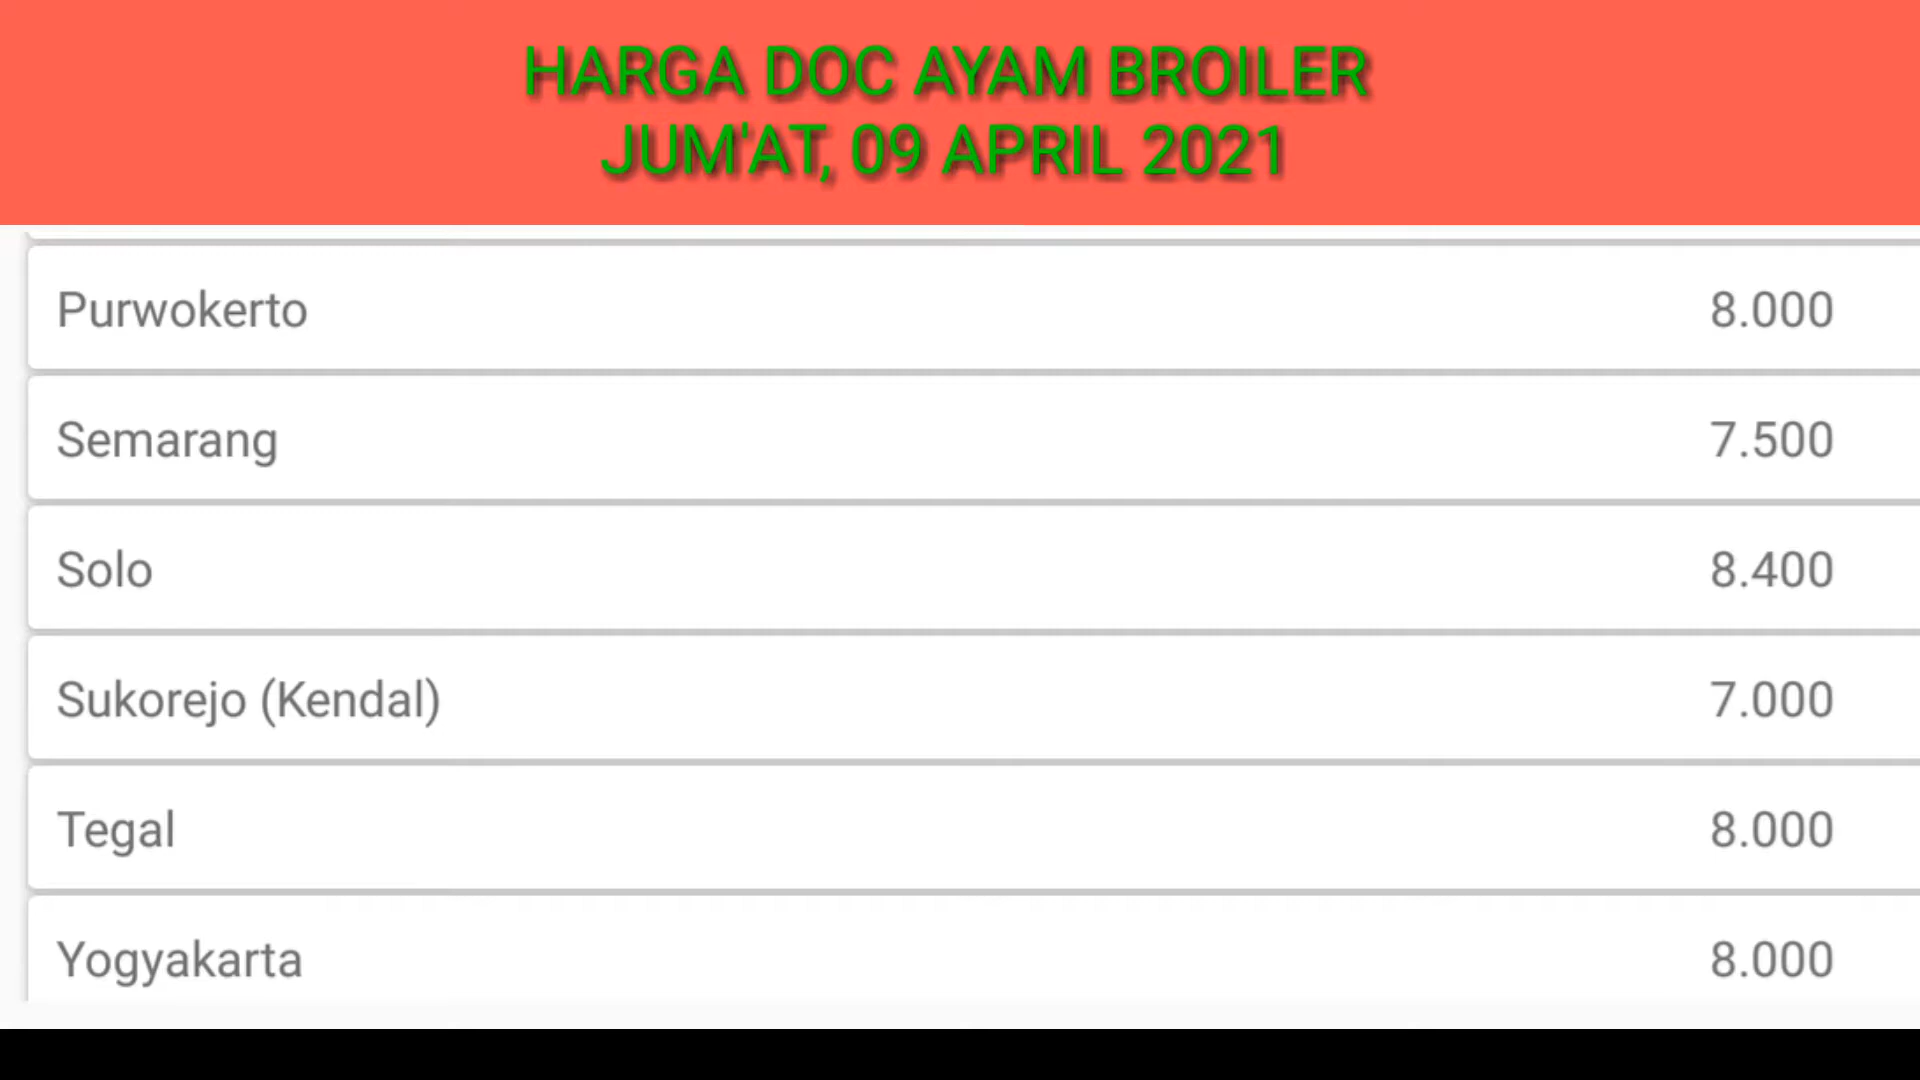 HARGA DOC AYAM BROILER
JUM'AT, 09 APRIL 2021
Purwokerto 8.000
Semarang 7.500
Solo 8.400
Sukorejo (Kendal) 7.000
Tegal 8.000
Yogyakarta 8.000